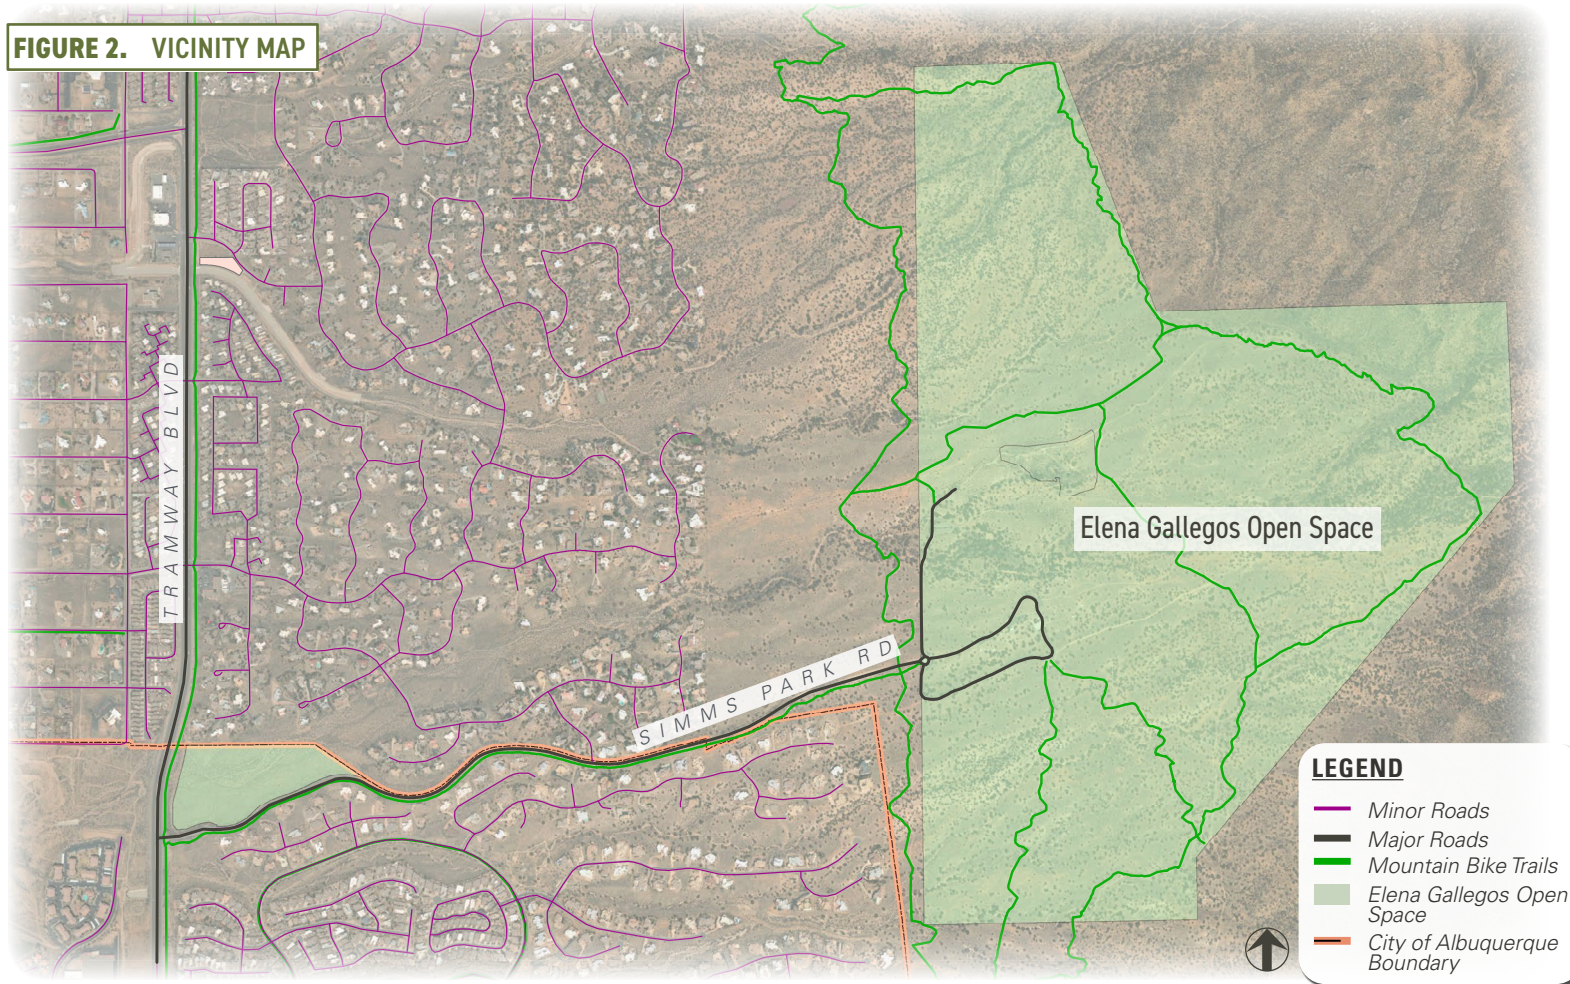 FIGURE 2. VICINITY MAP
TRAMWAY BLVD
Elena Gallegos Open Space
SIMMS PARK RD
LEGEND
Minor Roads
Major Roads
Mountain Bike Trails
Elena Gallegos Open
Space
City of Albuquerque
Boundary